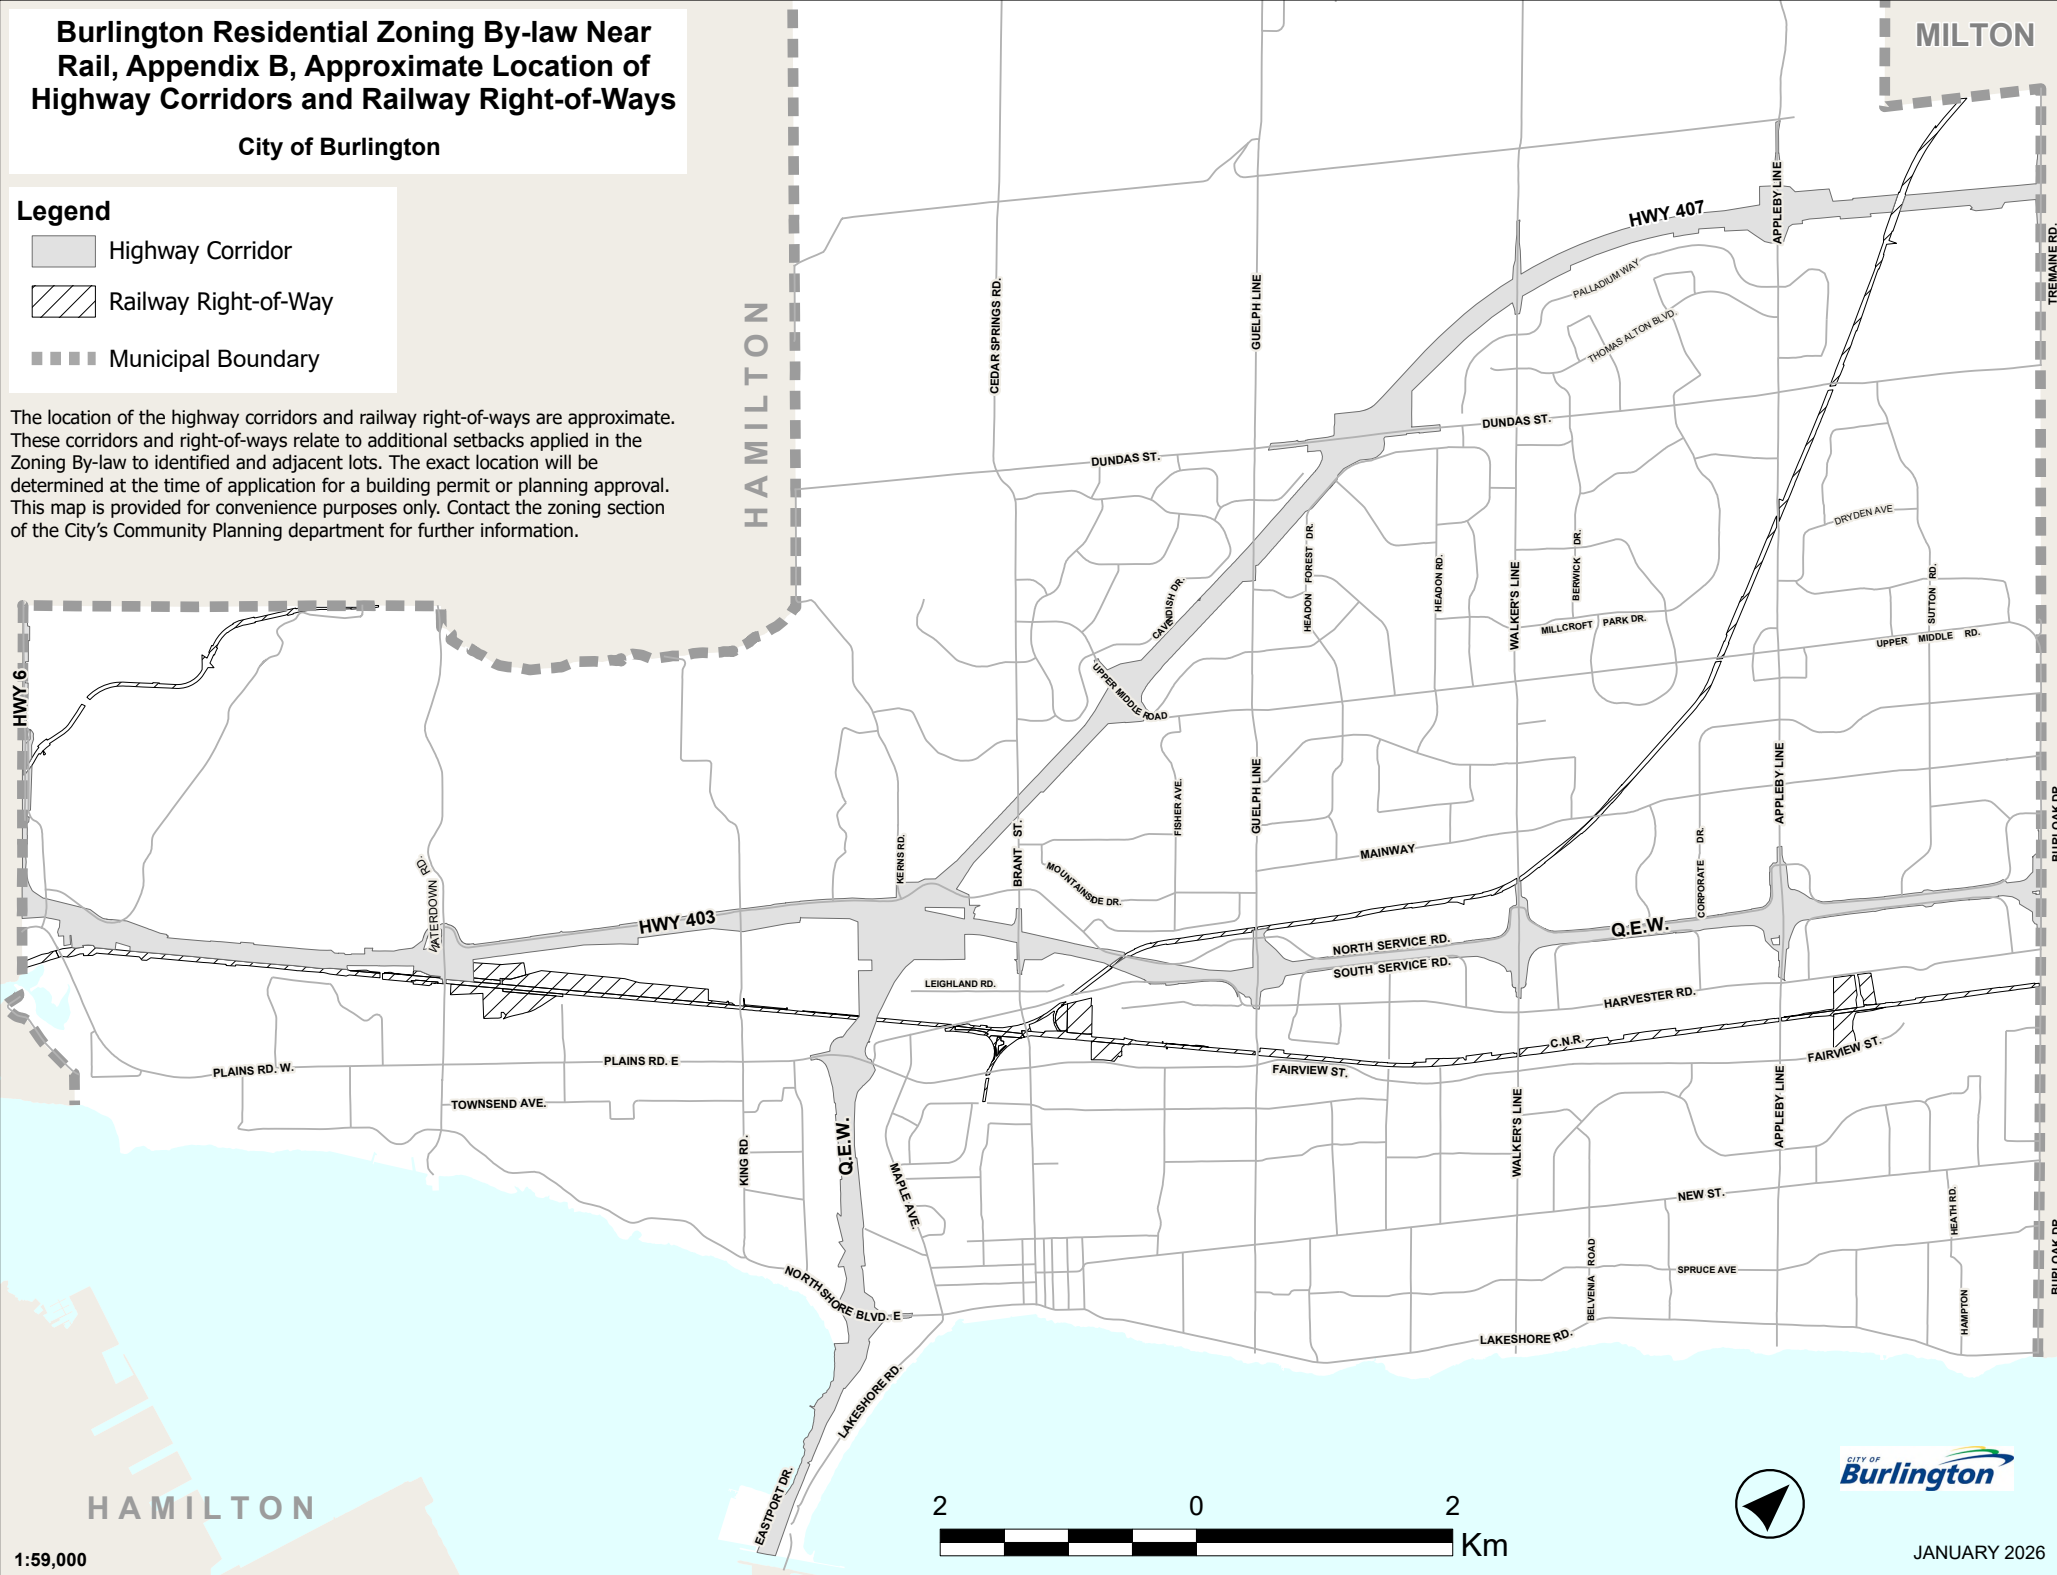 Burlington Residential Zoning By-law Near
Rail, Appendix B, Approximate Location of
Highway Corridors and Railway Right-of-Ways
City of Burlington
Legend
Highway Corridor
Railway Right-of-Way
Municipal Boundary
The location of the highway corridors and railway right-of-ways are approximate.
These corridors and right-of-ways relate to additional setbacks applied in the
Zoning By-law to identified and adjacent lots. The exact location will be
determined at the time of application for a building permit or planning approval.
This map is provided for convenience purposes only. Contact the zoning section
of the City's Community Planning department for further information.
MILTON
HAMILTON
HWY 407
APPLEBY LINE
TREMAINE RD.
CEDAR SPRINGS RD.
GUELPH LINE
PALLADIUM WAY
THOMAS ALTON BLVD.
DUNDAS ST.
DUNDAS ST.
DRYDEN AVE
HEADON FOREST DR.
HEADON RD.
WALKER'S LINE
BERWICK DR.
MILLCROFT PARK DR.
SUTTON RD.
UPPER MIDDLE RD.
CAVENDISH DR.
UPPER MIDDLE ROAD
HWY 6
FISHER AVE.
GUELPH LINE
APPLEBY LINE
BURLOAK DR.
KERNS RD.
BRANT ST.
MOUNTAINSIDE DR.
MAINWAY
CORPORATE DR.
WATERDOWN RD.
HWY 403
Q.E.W.
NORTH SERVICE RD.
SOUTH SERVICE RD.
LEIGHLAND RD.
HARVESTER RD.
C.N.R.
FAIRVIEW ST.
FAIRVIEW ST.
PLAINS RD. W.
PLAINS RD. E
TOWNSEND AVE.
KING RD.
Q.E.W.
MAPLE AVE.
WALKER'S LINE
APPLEBY LINE
NEW ST.
HEATH RD.
BURLOAK DR.
BELVENIA ROAD
SPRUCE AVE
HAMPTON
NORTH SHORE BLVD. E
LAKESHORE RD.
LAKESHORE RD.
EASTPORT DR.
HAMILTON
1:59,000
2 0 2
Km
CITY OF
Burlington
JANUARY 2026